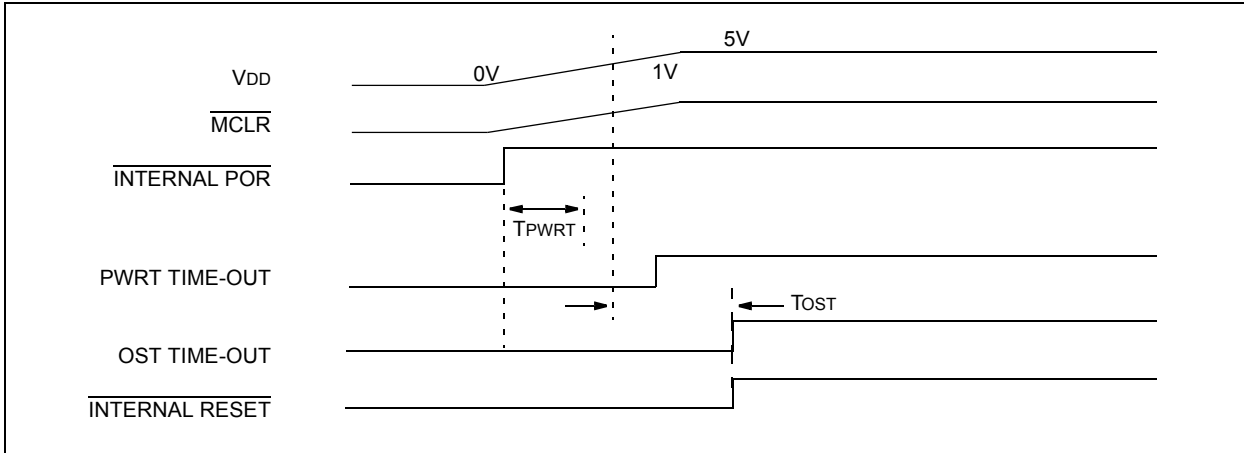 5V
VDD 0V 1V
MCLR
INTERNAL POR
TPWRT
PWRT TIME-OUT
TOST
OST TIME-OUT
INTERNAL RESET